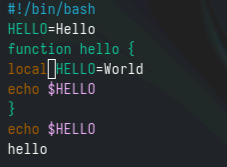 #!/bin/bash
HELLO=Hello
function hello {
local HELLO=World
echo $HELLO
}
echo $HELLO
hello